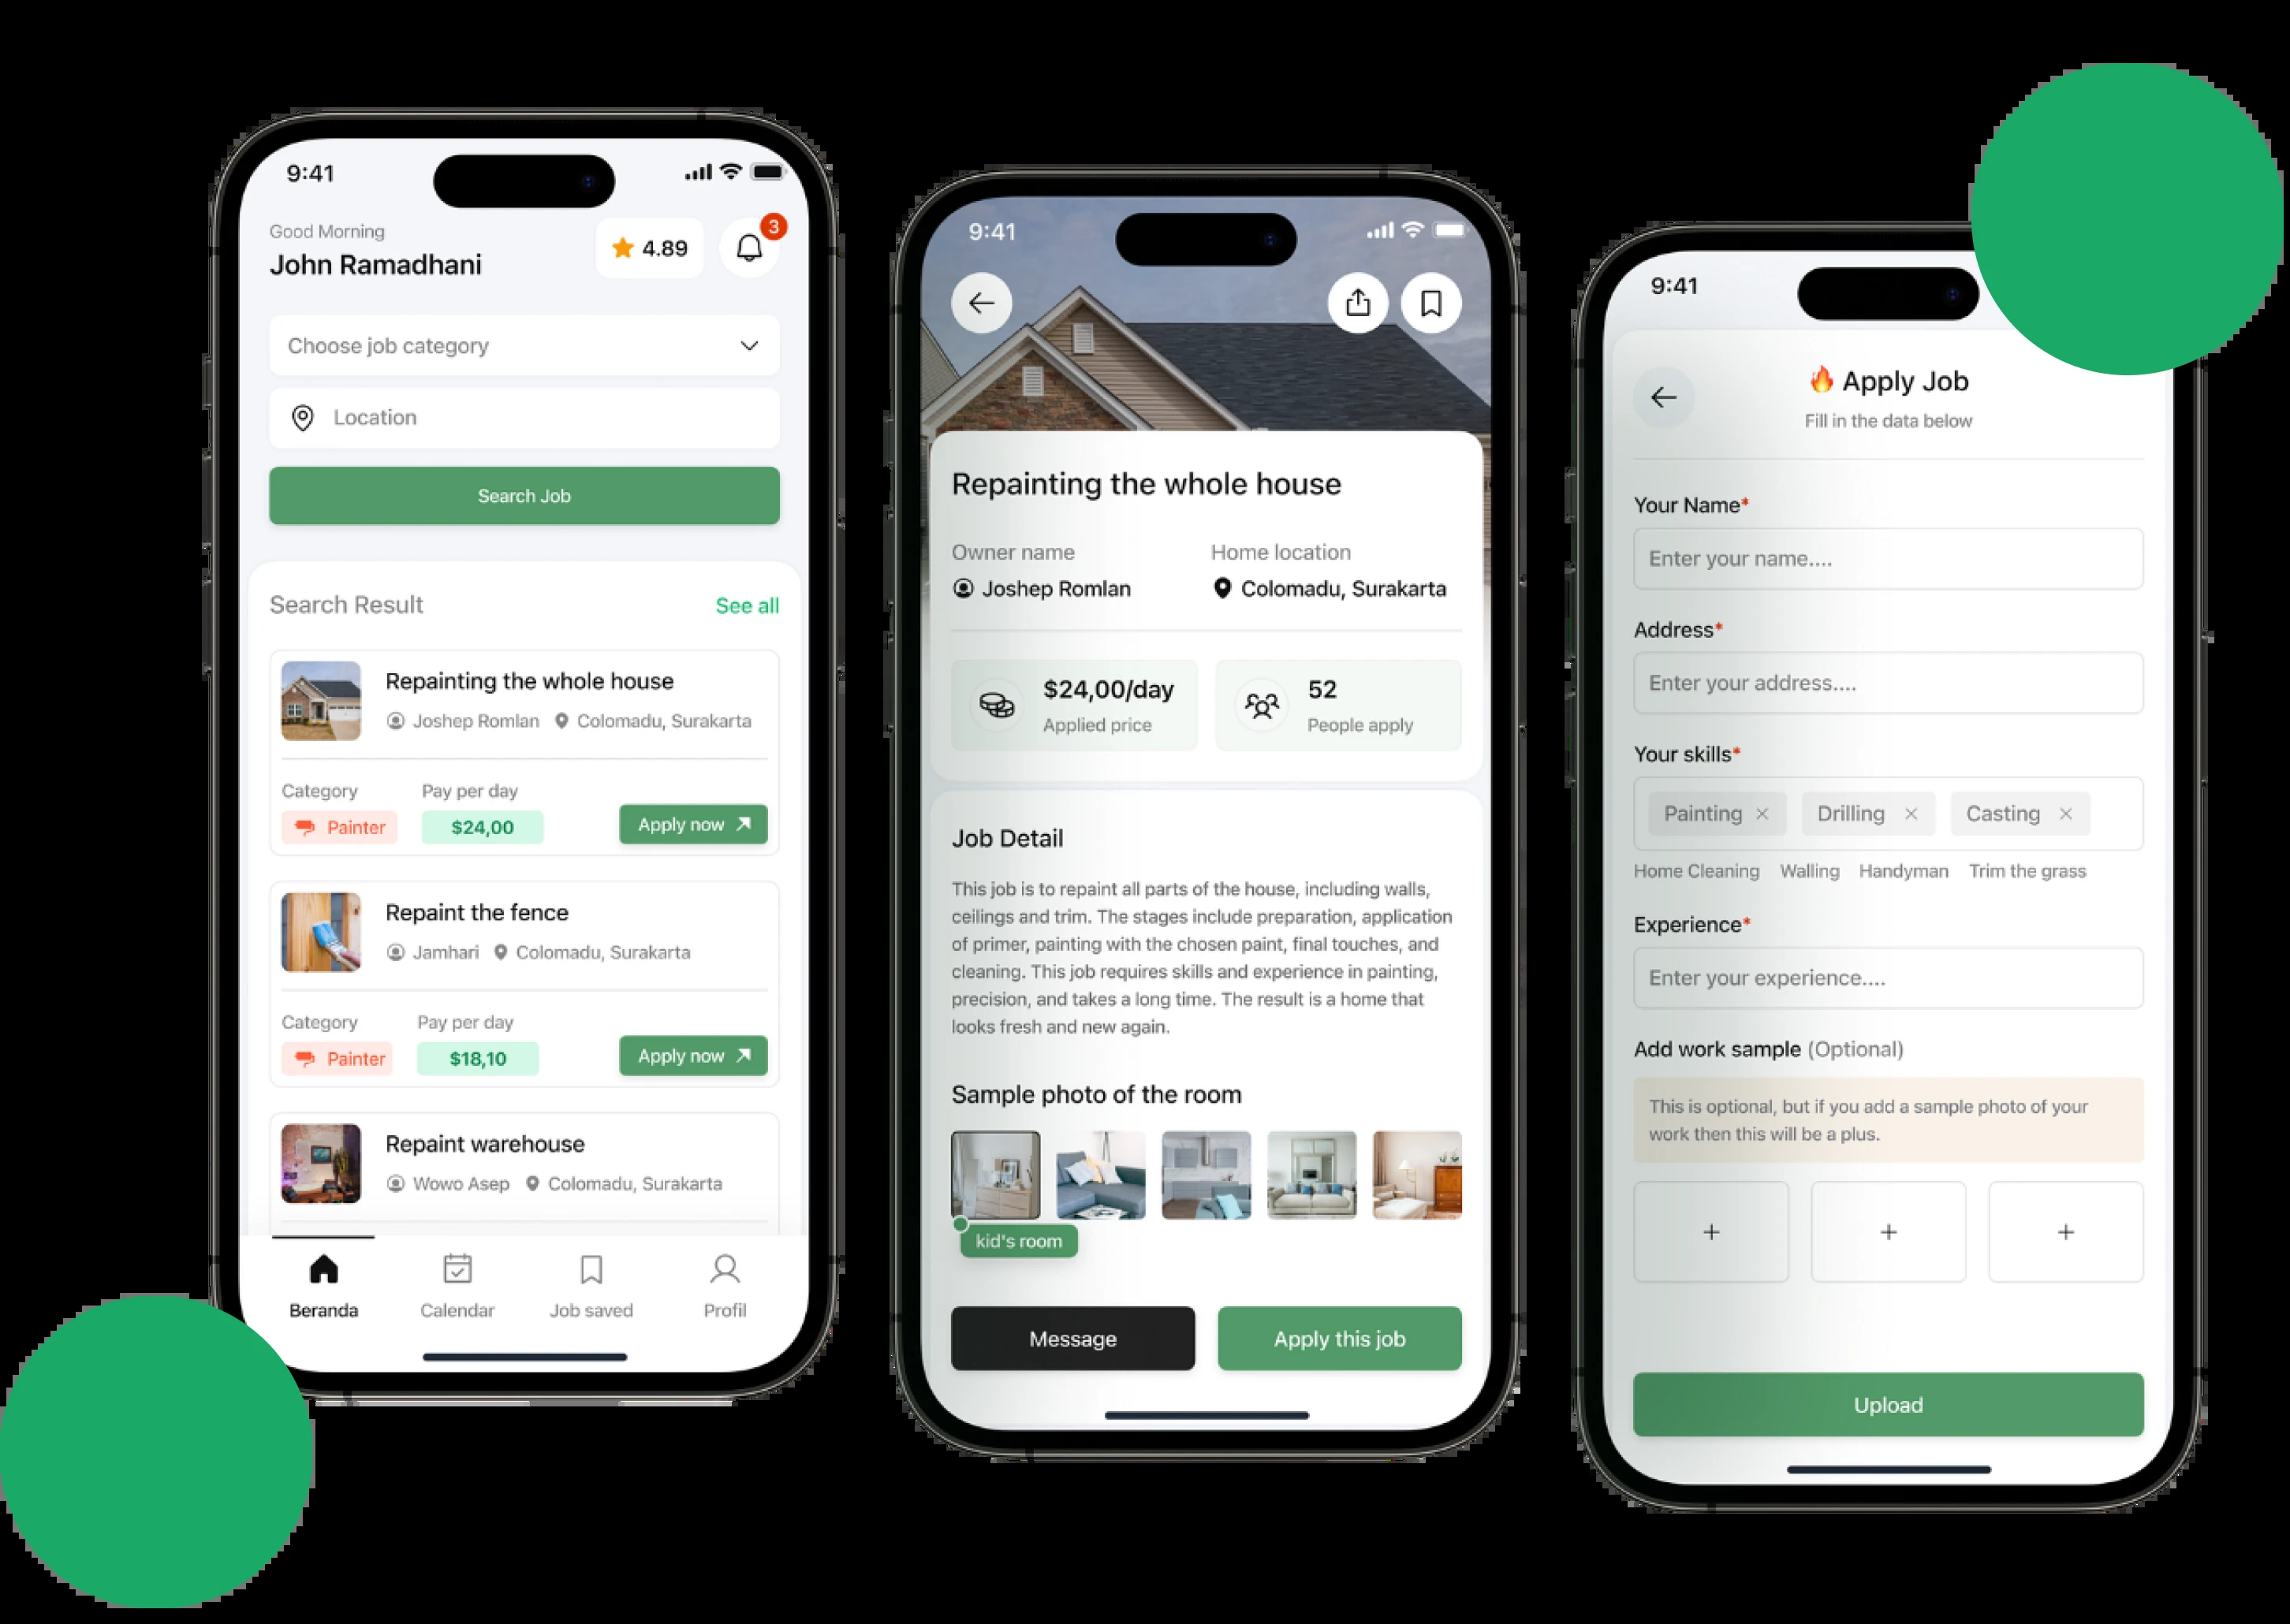 9:41
Good Morning
John Ramadhani
4.89
3
Choose job category
Location
Search Job
Search Result
See all
Repainting the whole house
Joshep Romlan
Colomadu, Surakarta
Category
Pay per day
Painter
$24,00
Apply now
Repaint the fence
Jamhari
Colomadu, Surakarta
Category
Pay per day
Painter
$18,10
Apply now
Repaint warehouse
Wowo Asep
Colomadu, Surakarta
Beranda
Calendar
Job saved
Profil
9:41
Repainting the whole house
Owner name
Home location
Joshep Romlan
Colomadu, Surakarta
$24,00/day
Applied price
52
People apply
Job Detail
This job is to repaint all parts of the house, including walls,
ceilings and trim. The stages include preparation, application
of primer, painting with the chosen paint, final touches, and
cleaning. This job requires skills and experience in painting,
precision, and takes a long time. The result is a home that
looks fresh and new again.
Sample photo of the room
kid's room
Message
Apply this job
9:41
🔥 Apply Job
Fill in the data below
Your Name*
Enter your name....
Address*
Enter your address....
Your skills*
Painting ×
Drilling ×
Casting ×
Home Cleaning
Walling
Handyman
Trim the grass
Experience*
Enter your experience....
Add work sample (Optional)
This is optional, but if you add a sample photo of your
work then this will be a plus.
+
+
+
Upload